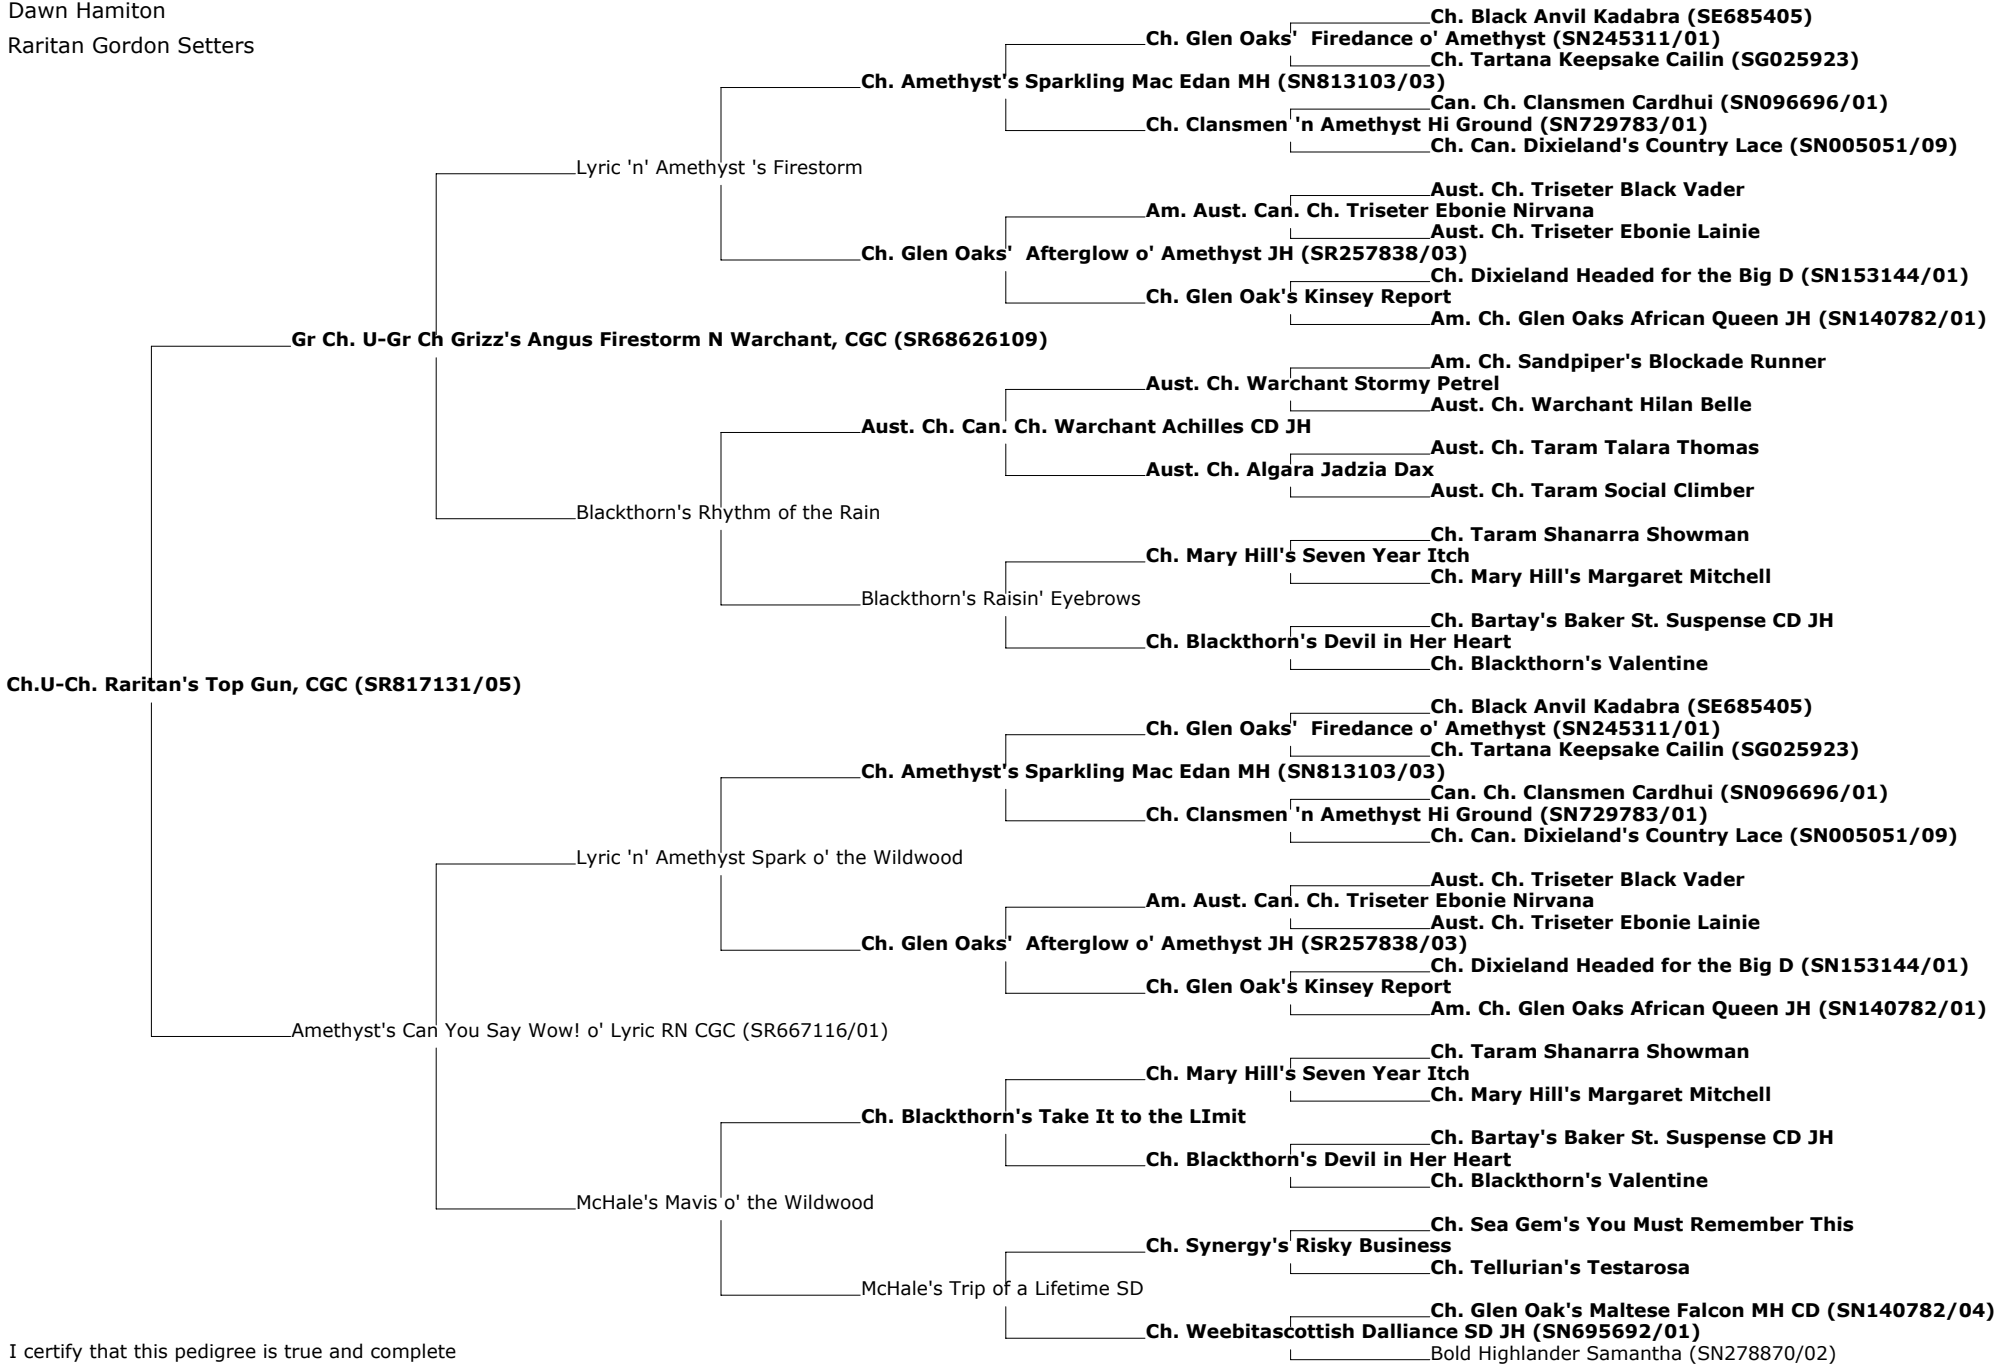 Dawn Hamiton
Raritan Gordon Setters
Ch. Black Anvil Kadabra (SE685405)
Ch. Glen Oaks'  Firedance o' Amethyst (SN245311/01)
Ch. Tartana Keepsake Cailin (SG025923)
Ch. Amethyst's Sparkling Mac Edan MH (SN813103/03)
Can. Ch. Clansmen Cardhui (SN096696/01)
Ch. Clansmen 'n Amethyst Hi Ground (SN729783/01)
Ch. Can. Dixieland's Country Lace (SN005051/09)
Lyric 'n' Amethyst 's Firestorm
Aust. Ch. Triseter Black Vader
Am. Aust. Can. Ch. Triseter Ebonie Nirvana
Aust. Ch. Triseter Ebonie Lainie
Ch. Glen Oaks'  Afterglow o' Amethyst JH (SR257838/03)
Ch. Dixieland Headed for the Big D (SN153144/01)
Ch. Glen Oak's Kinsey Report
Am. Ch. Glen Oaks African Queen JH (SN140782/01)
Gr Ch. U-Gr Ch Grizz's Angus Firestorm N Warchant, CGC (SR68626109)
Am. Ch. Sandpiper's Blockade Runner
Aust. Ch. Warchant Stormy Petrel
Aust. Ch. Warchant Hilan Belle
Aust. Ch. Can. Ch. Warchant Achilles CD JH
Aust. Ch. Taram Talara Thomas
Aust. Ch. Algara Jadzia Dax
Aust. Ch. Taram Social Climber
Blackthorn's Rhythm of the Rain
Ch. Taram Shanarra Showman
Ch. Mary Hill's Seven Year Itch
Ch. Mary Hill's Margaret Mitchell
Blackthorn's Raisin' Eyebrows
Ch. Bartay's Baker St. Suspense CD JH
Ch. Blackthorn's Devil in Her Heart
Ch. Blackthorn's Valentine
Ch.U-Ch. Raritan's Top Gun, CGC (SR817131/05)
Ch. Black Anvil Kadabra (SE685405)
Ch. Glen Oaks'  Firedance o' Amethyst (SN245311/01)
Ch. Tartana Keepsake Cailin (SG025923)
Ch. Amethyst's Sparkling Mac Edan MH (SN813103/03)
Can. Ch. Clansmen Cardhui (SN096696/01)
Ch. Clansmen 'n Amethyst Hi Ground (SN729783/01)
Ch. Can. Dixieland's Country Lace (SN005051/09)
Lyric 'n' Amethyst Spark o' the Wildwood
Aust. Ch. Triseter Black Vader
Am. Aust. Can. Ch. Triseter Ebonie Nirvana
Aust. Ch. Triseter Ebonie Lainie
Ch. Glen Oaks'  Afterglow o' Amethyst JH (SR257838/03)
Ch. Dixieland Headed for the Big D (SN153144/01)
Ch. Glen Oak's Kinsey Report
Am. Ch. Glen Oaks African Queen JH (SN140782/01)
Amethyst's Can You Say Wow! o' Lyric RN CGC (SR667116/01)
Ch. Taram Shanarra Showman
Ch. Mary Hill's Seven Year Itch
Ch. Mary Hill's Margaret Mitchell
Ch. Blackthorn's Take It to the LImit
Ch. Bartay's Baker St. Suspense CD JH
Ch. Blackthorn's Devil in Her Heart
Ch. Blackthorn's Valentine
McHale's Mavis o' the Wildwood
Ch. Sea Gem's You Must Remember This
Ch. Synergy's Risky Business
Ch. Tellurian's Testarosa
McHale's Trip of a Lifetime SD
Ch. Glen Oak's Maltese Falcon MH CD (SN140782/04)
Ch. Weebitascottish Dalliance SD JH (SN695692/01)
Bold Highlander Samantha (SN278870/02)
I certify that this pedigree is true and complete